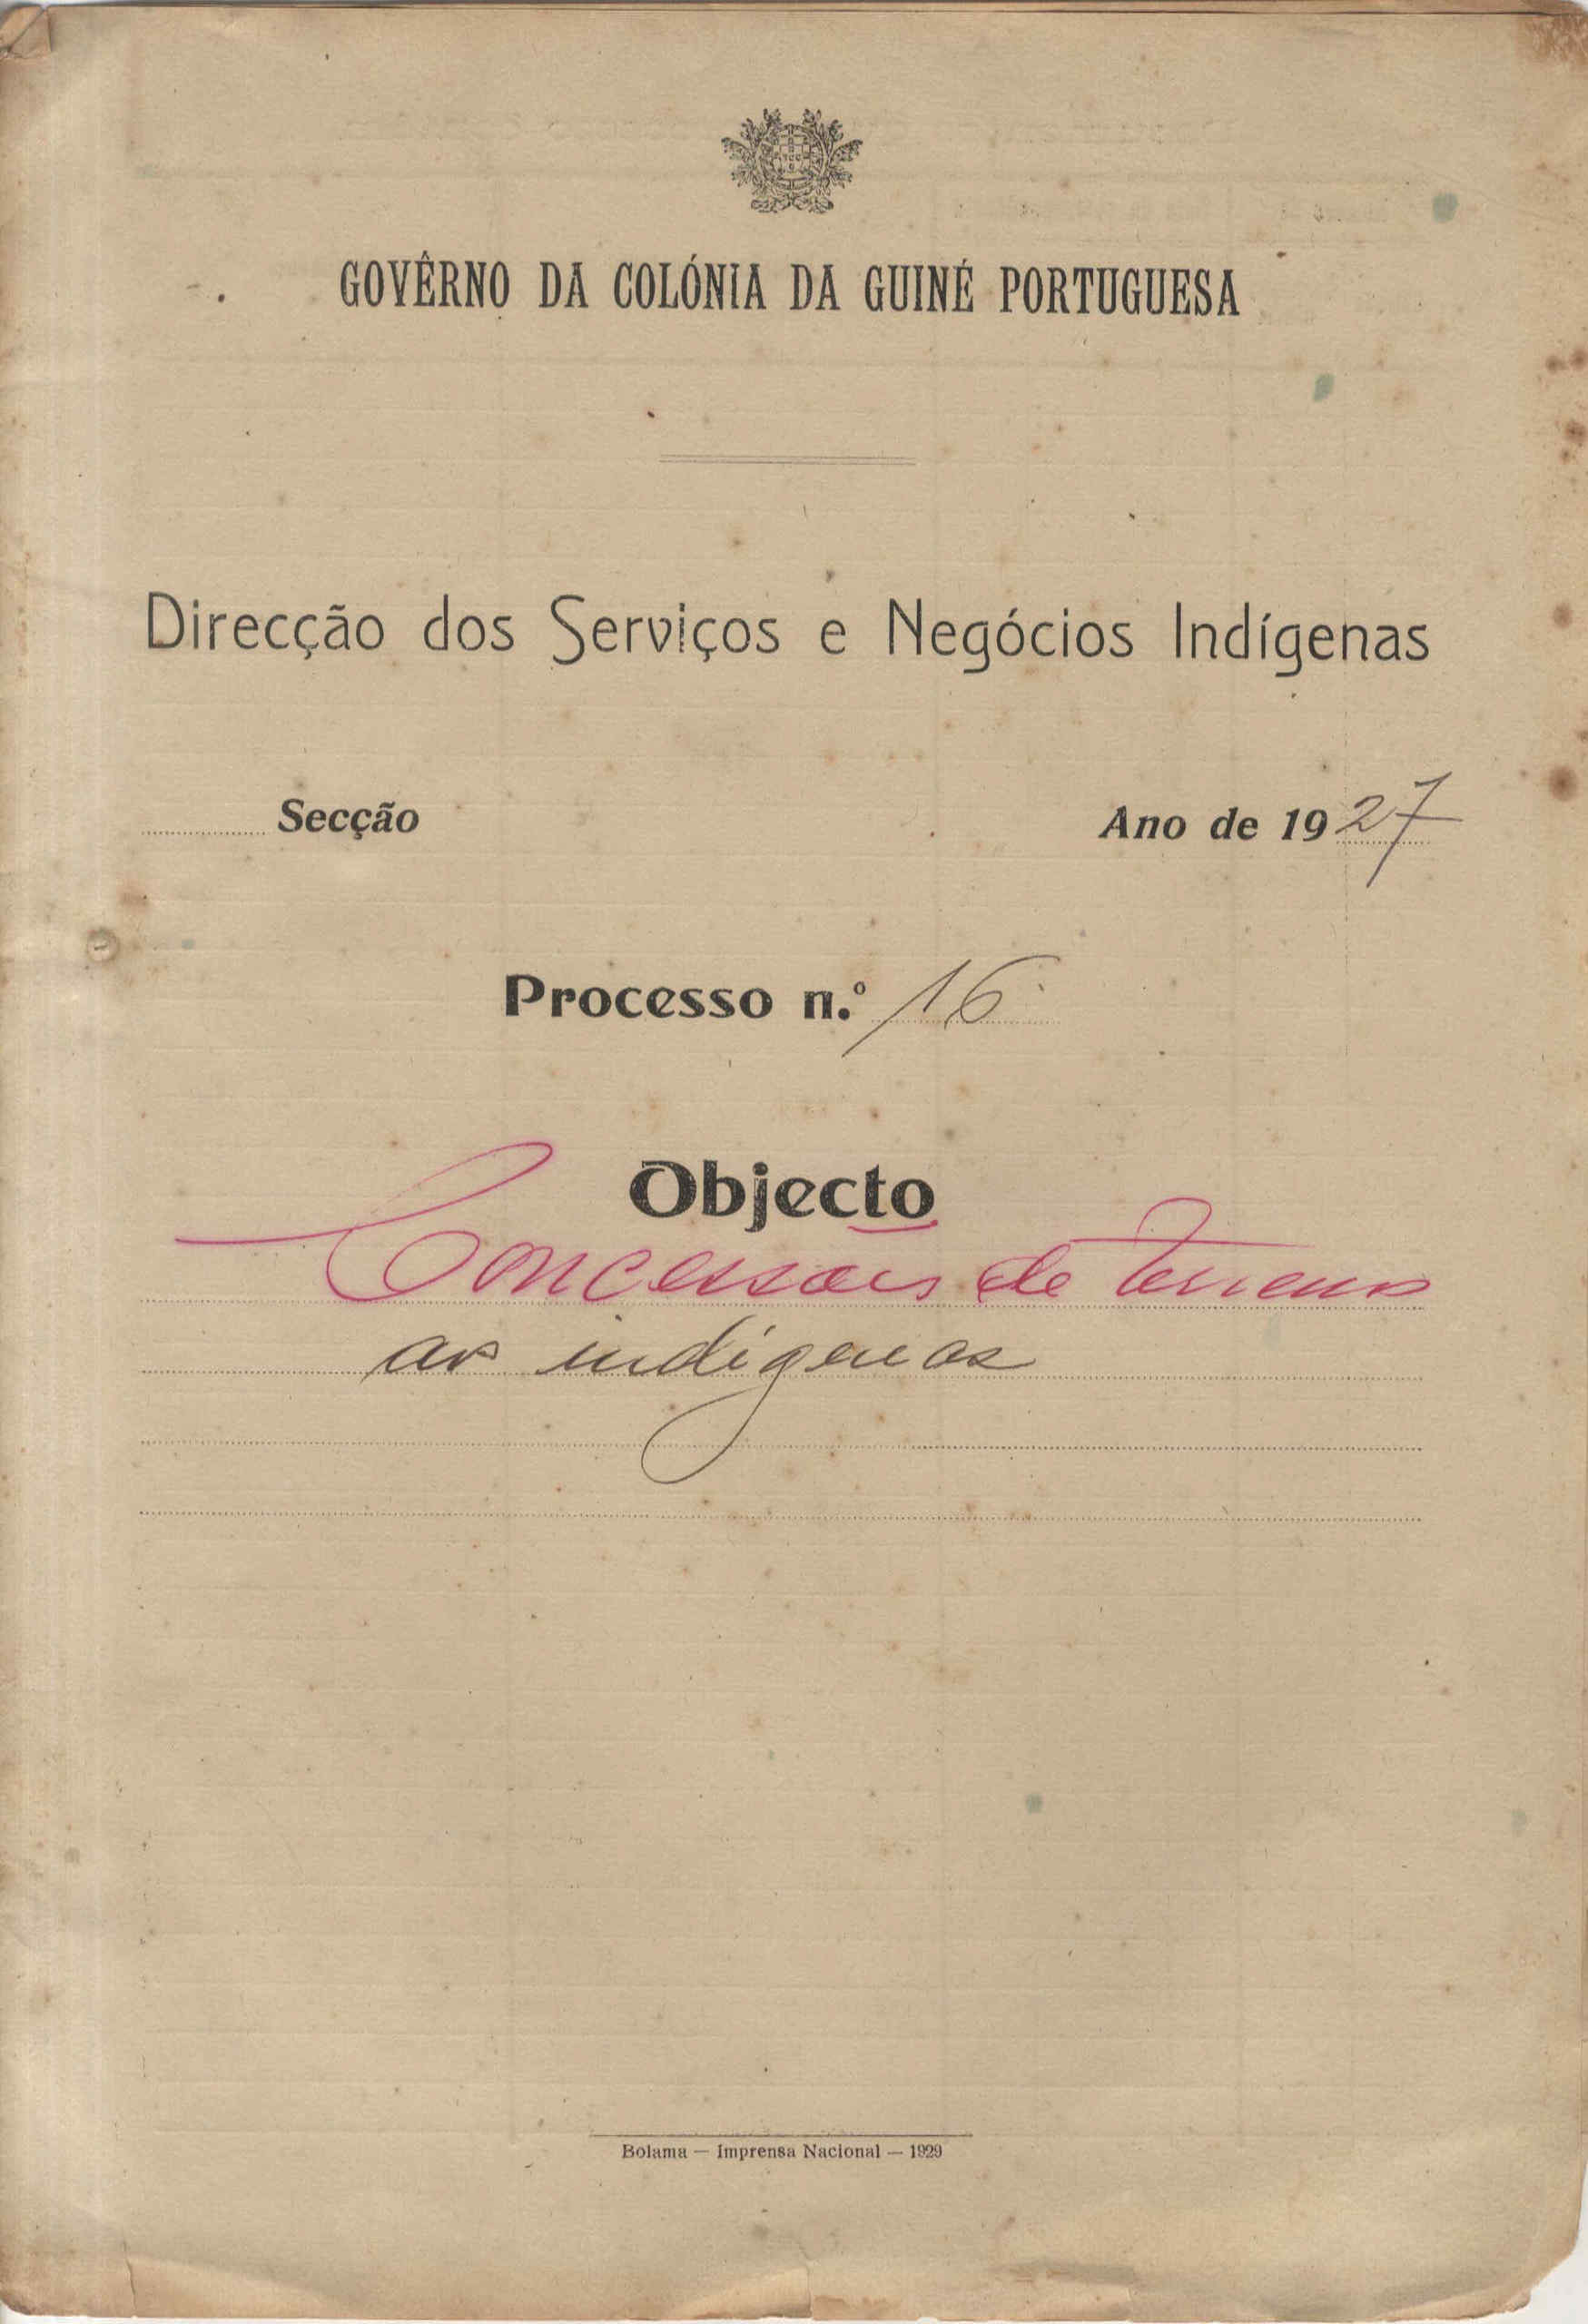 GOVÊRNO DA COLÓNIA DA GUINÉ PORTUGUESA
Direcção dos Serviços e Negócios Indígenas
Secção
Ano de 1927
Processo n.º 16
Objecto
Concessões de terrenos
aos indígenas
Bolama — Imprensa Nacional — 1929